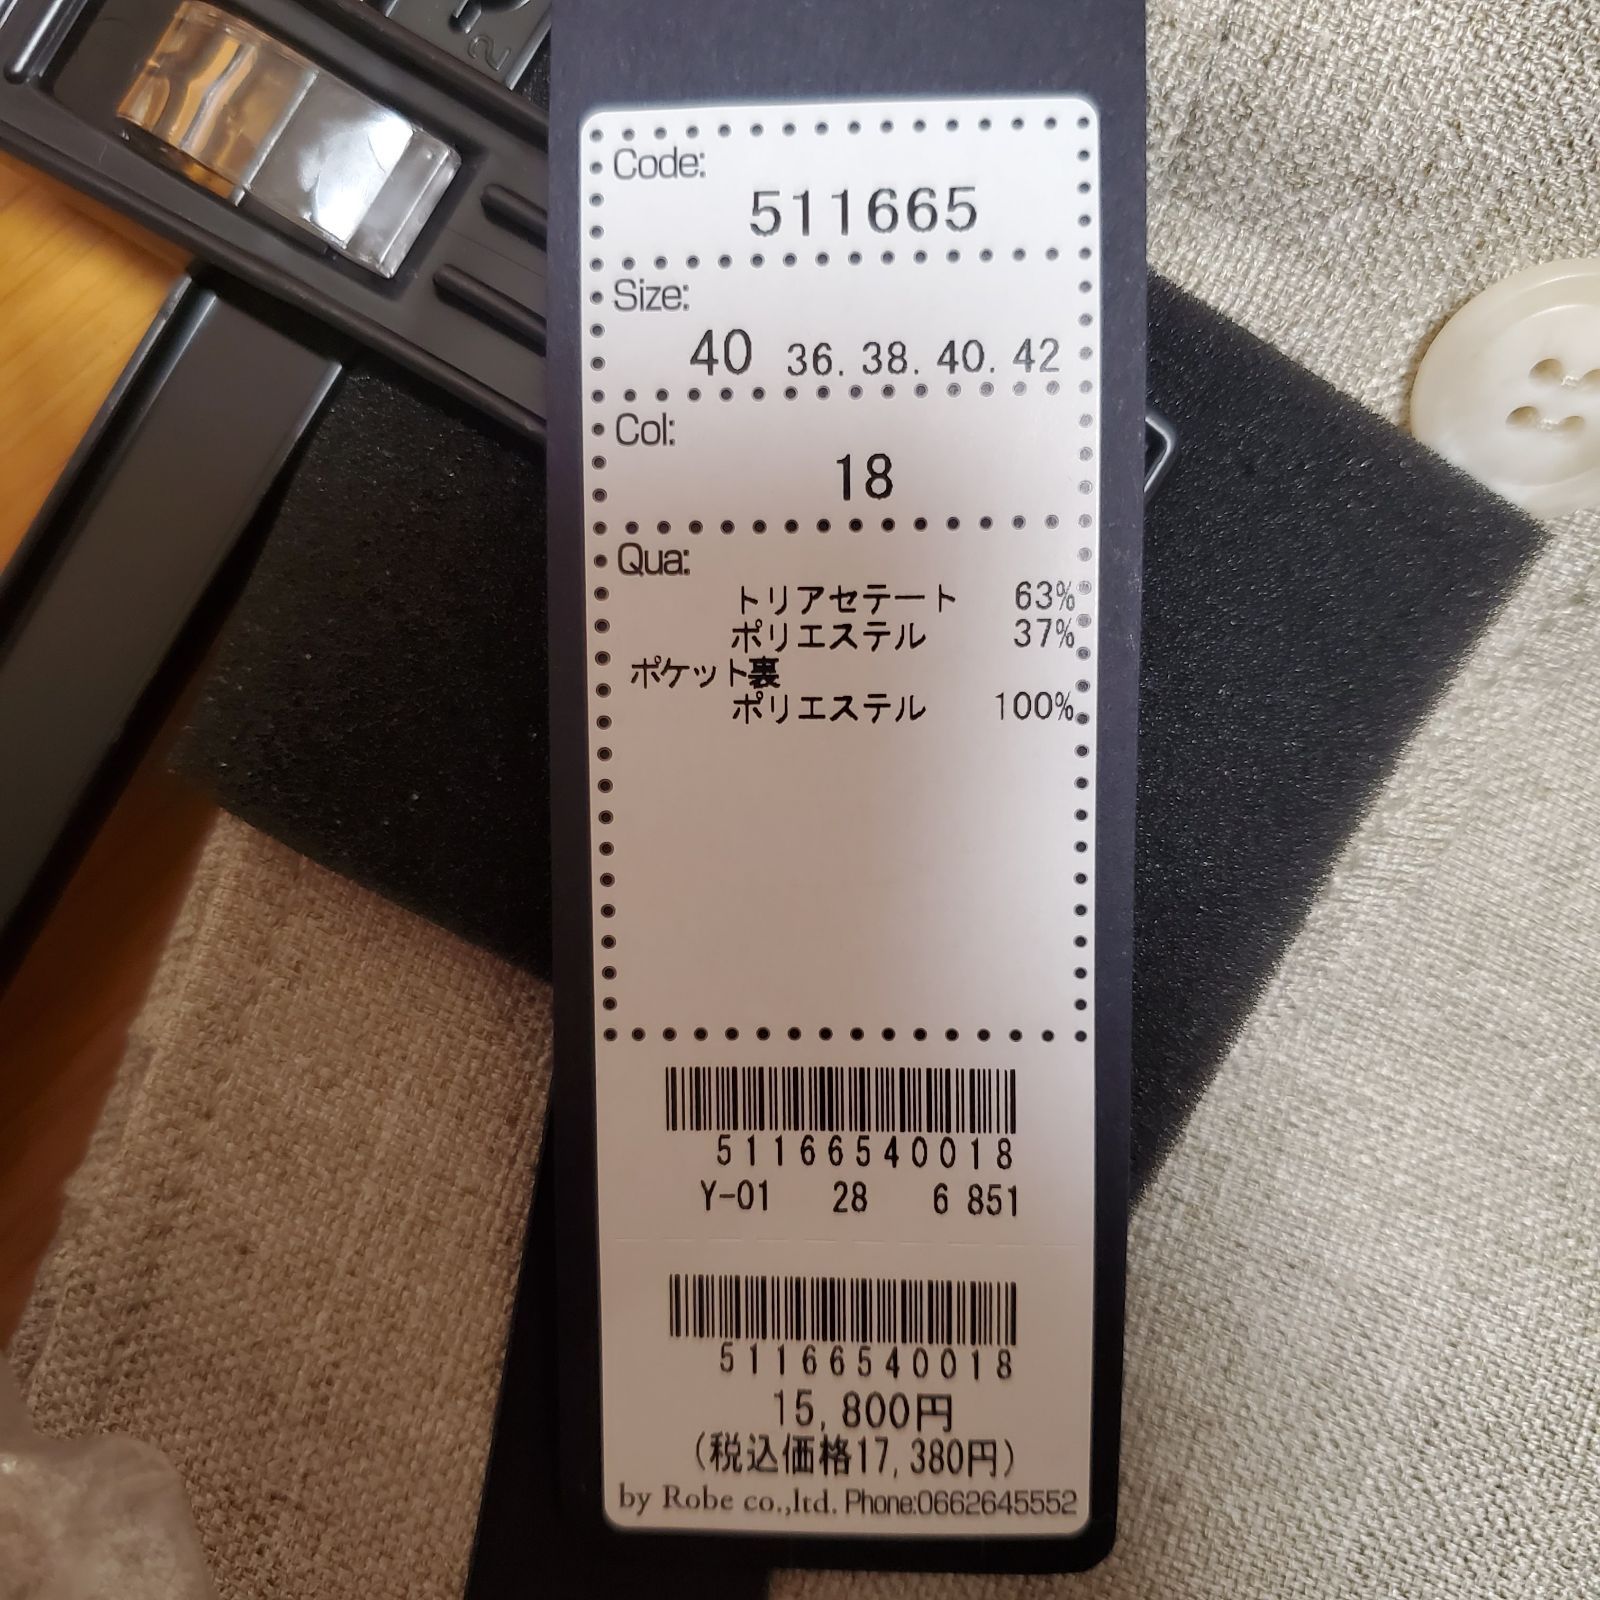 Code:
511665
Size:
40 36. 38. 40. 42
Col:
18
Qua:
トリアセテート 63%
ポリエステル 37%
ポケット裏
ポリエステル 100%
51166540018
Y-01 28 6 851
51166540018
15,800円
(税込価格17,380円)
by Robe co.,ltd. Phone:0662645552